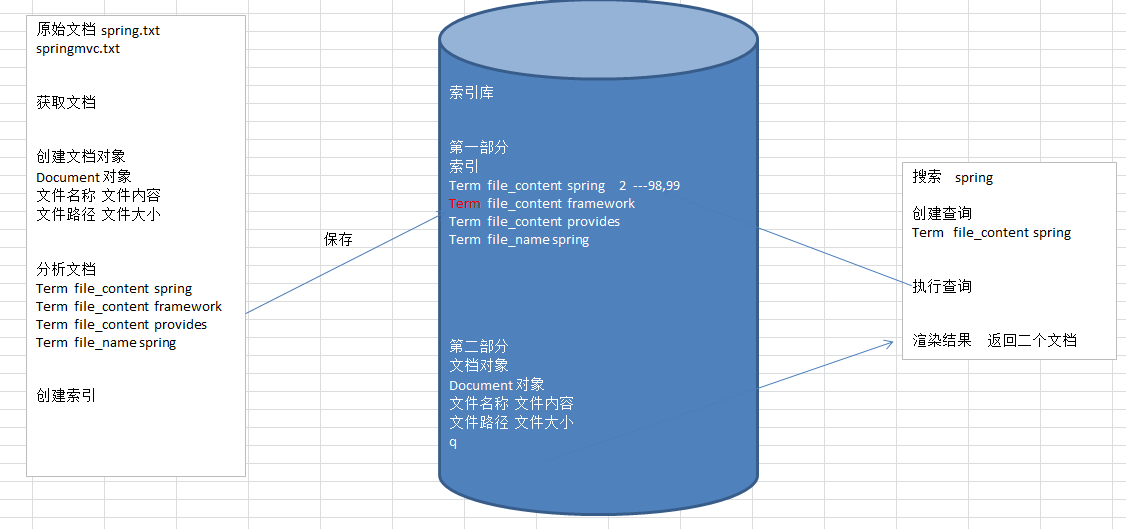 原始文档 spring.txt
springmvc.txt
获取文档
创建文档对象
Document 对象
文件名称 文件内容
文件路径 文件大小
分析文档
Term file_content spring
Term file_content framework
Term file_content provides
Term file_name spring
创建索引
保存
索引库
第一部分
索引
Term file_content spring 2 ---98,99
Term file_content framework
Term file_content provides
Term file_name spring
第二部分
文档对象
Document 对象
文件名称 文件内容
文件路径 文件大小
q
搜索 spring
创建查询
Term file_content spring
执行查询
渲染结果 返回二个文档